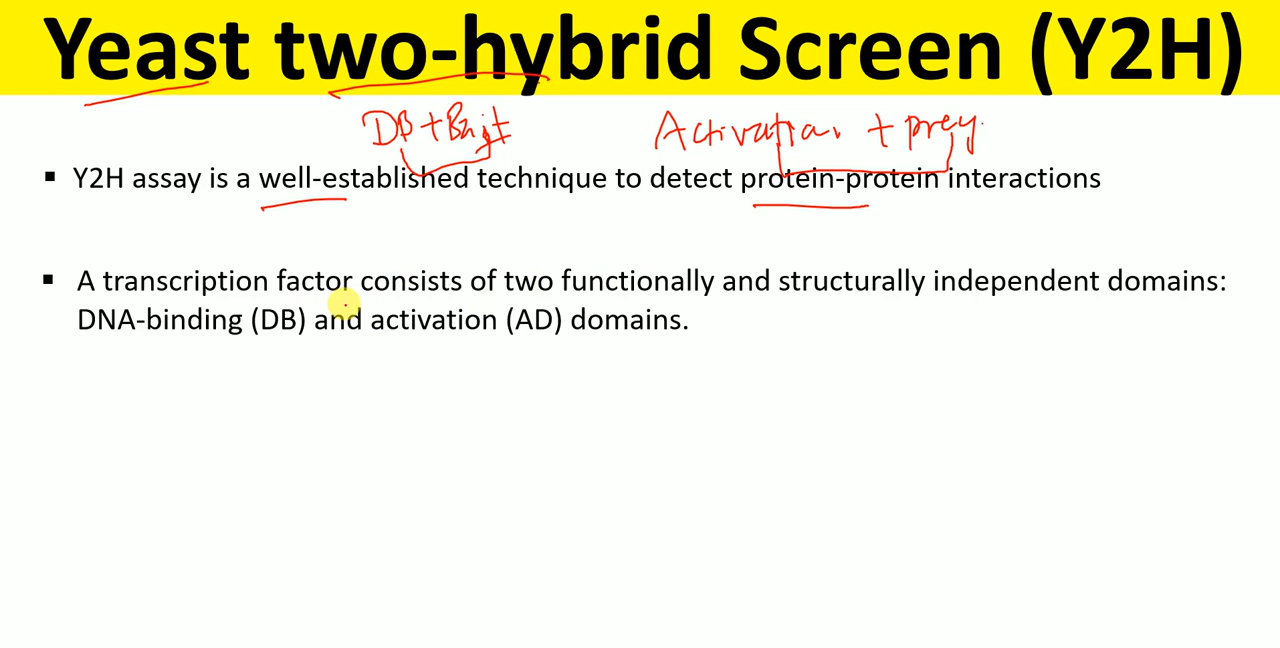 Yeast two-hybrid Screen (Y2H)
DB + Bait Activation + prey.
▪ Y2H assay is a well-established technique to detect protein-protein interactions
▪ A transcription factor consists of two functionally and structurally independent domains:
DNA-binding (DB) and activation (AD) domains.